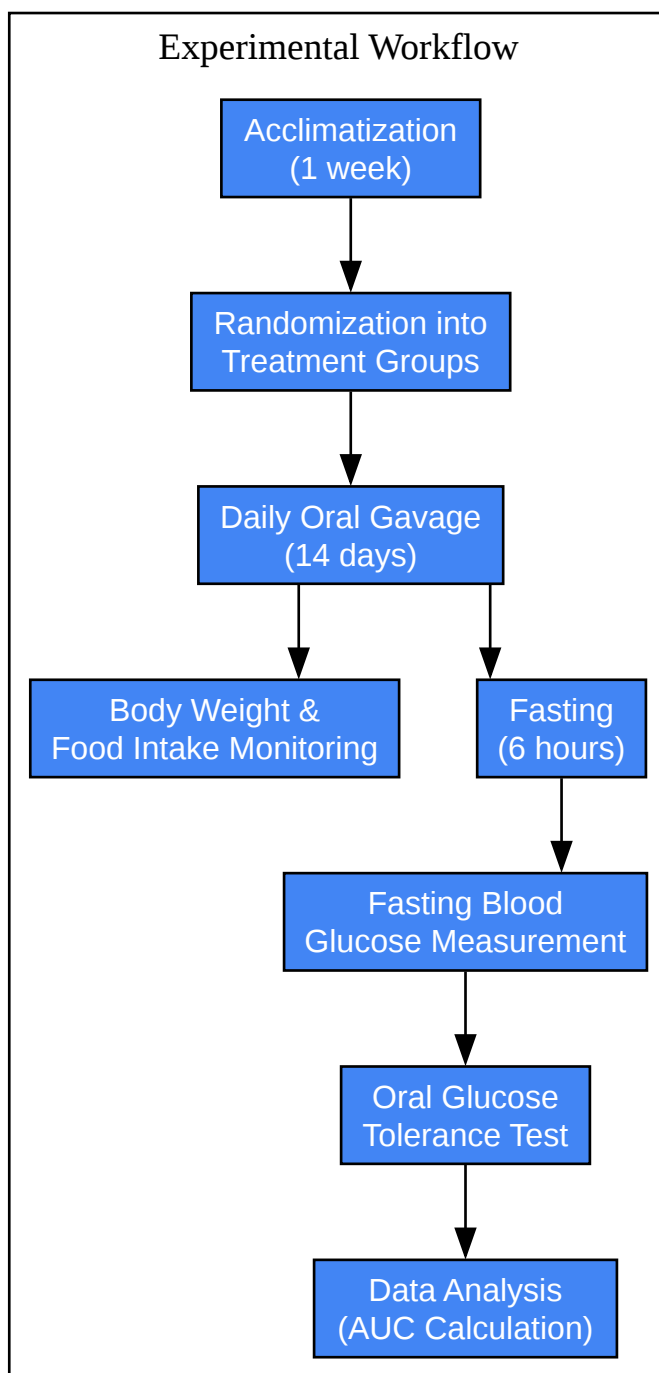 Experimental Workflow
Acclimatization
(1 week)
Randomization into
Treatment Groups
Daily Oral Gavage
(14 days)
Body Weight &
Food Intake Monitoring
Fasting
(6 hours)
Fasting Blood
Glucose Measurement
Oral Glucose
Tolerance Test
Data Analysis
(AUC Calculation)